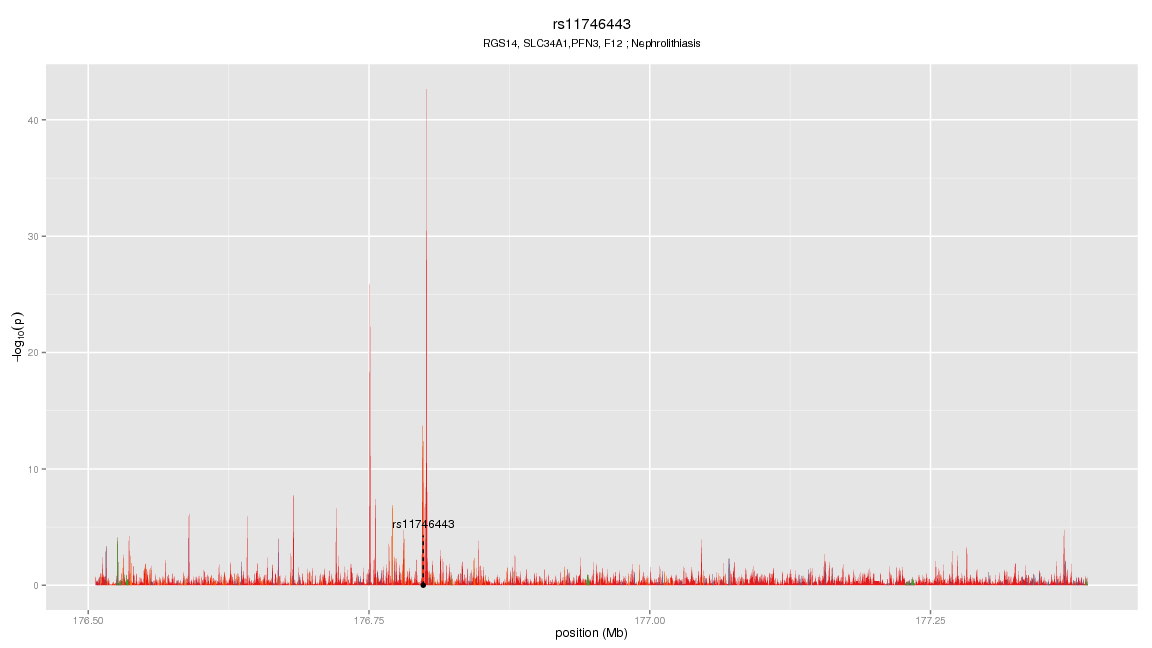 rs11746443
RGS14, SLC34A1,PFN3, F12 ; Nephrolithiasis
40
30
20
10
0
−log10(p)
rs11746443
176.50 176.75 177.00 177.25
position (Mb)